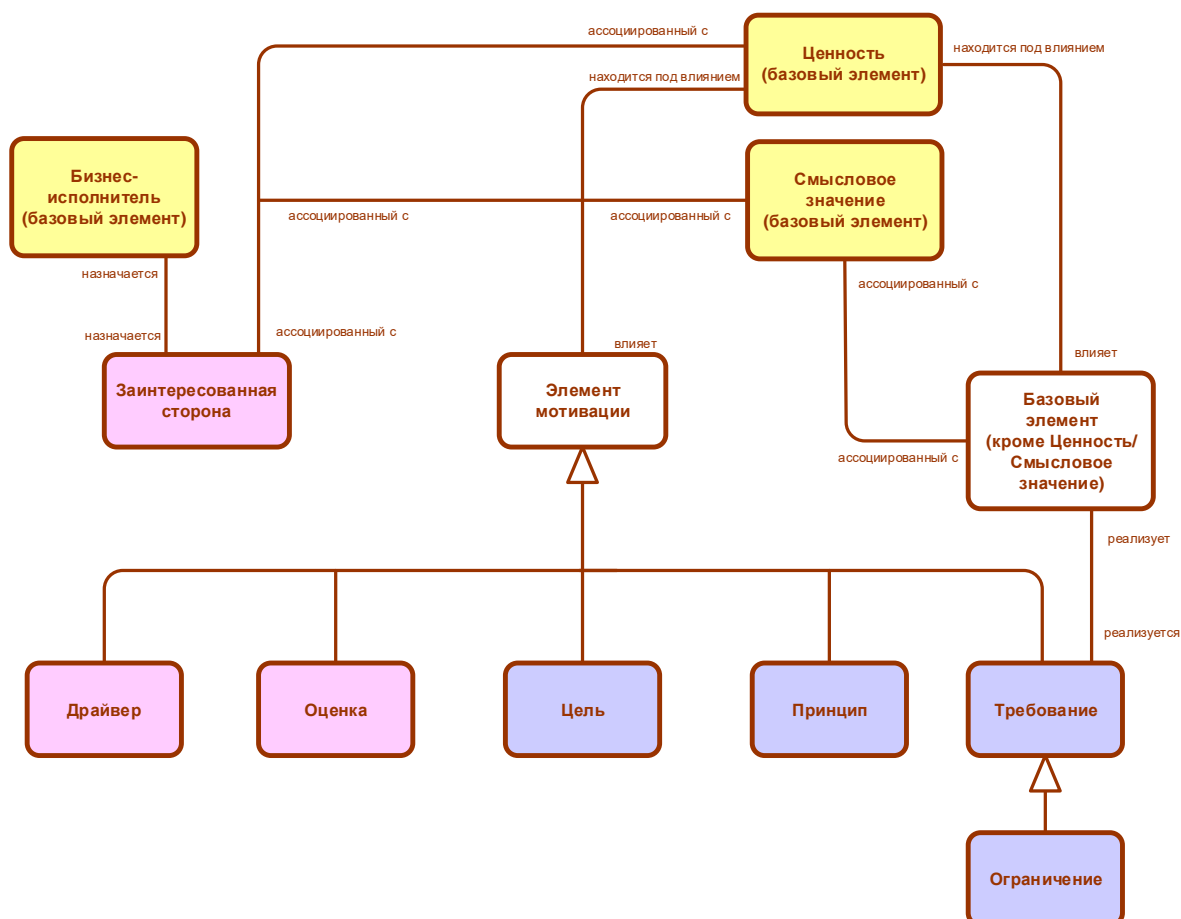 ассоциированный с
Ценность
(базовый элемент)
находится под влиянием
находится под влиянием
Бизнес-
исполнитель
(базовый элемент)
Смысловое
значение
(базовый элемент)
ассоциированный с
ассоциированный с
назначается
ассоциированный с
назначается
ассоциированный с
влияет
влияет
Заинтересованная
сторона
Элемент
мотивации
Базовый
элемент
(кроме Ценность/
Смысловое
значение)
ассоциированный с
реализует
реализуется
Драйвер
Оценка
Цель
Принцип
Требование
Ограничение